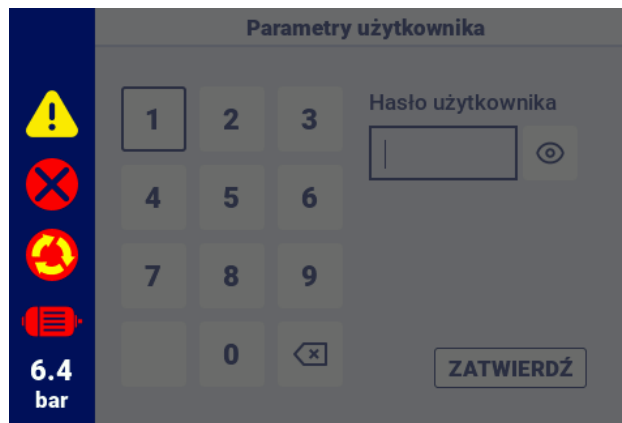 Parametry użytkownika
1 2 3
Hasło użytkownika
4 5 6
7 8 9
0
ZATWIERDŹ
6.4
bar